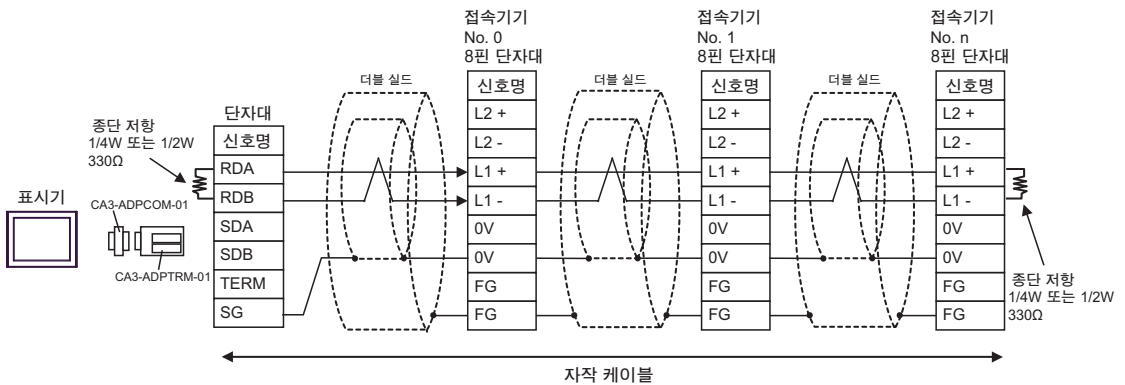 표시기
CA3-ADPCOM-01
CA3-ADPTRM-01
종단 저항
1/4W 또는 1/2W
330Ω
단자대
신호명
RDA
RDB
SDA
SDB
TERM
SG
더블 실드
접속기기
No. 0
8핀 단자대
신호명
L2 +
L2 -
L1 +
L1 -
0V
0V
FG
FG
더블 실드
접속기기
No. 1
8핀 단자대
신호명
L2 +
L2 -
L1 +
L1 -
0V
0V
FG
FG
더블 실드
접속기기
No. n
8핀 단자대
신호명
L2 +
L2 -
L1 +
L1 -
0V
0V
FG
FG
종단 저항
1/4W 또는 1/2W
330Ω
자작 케이블